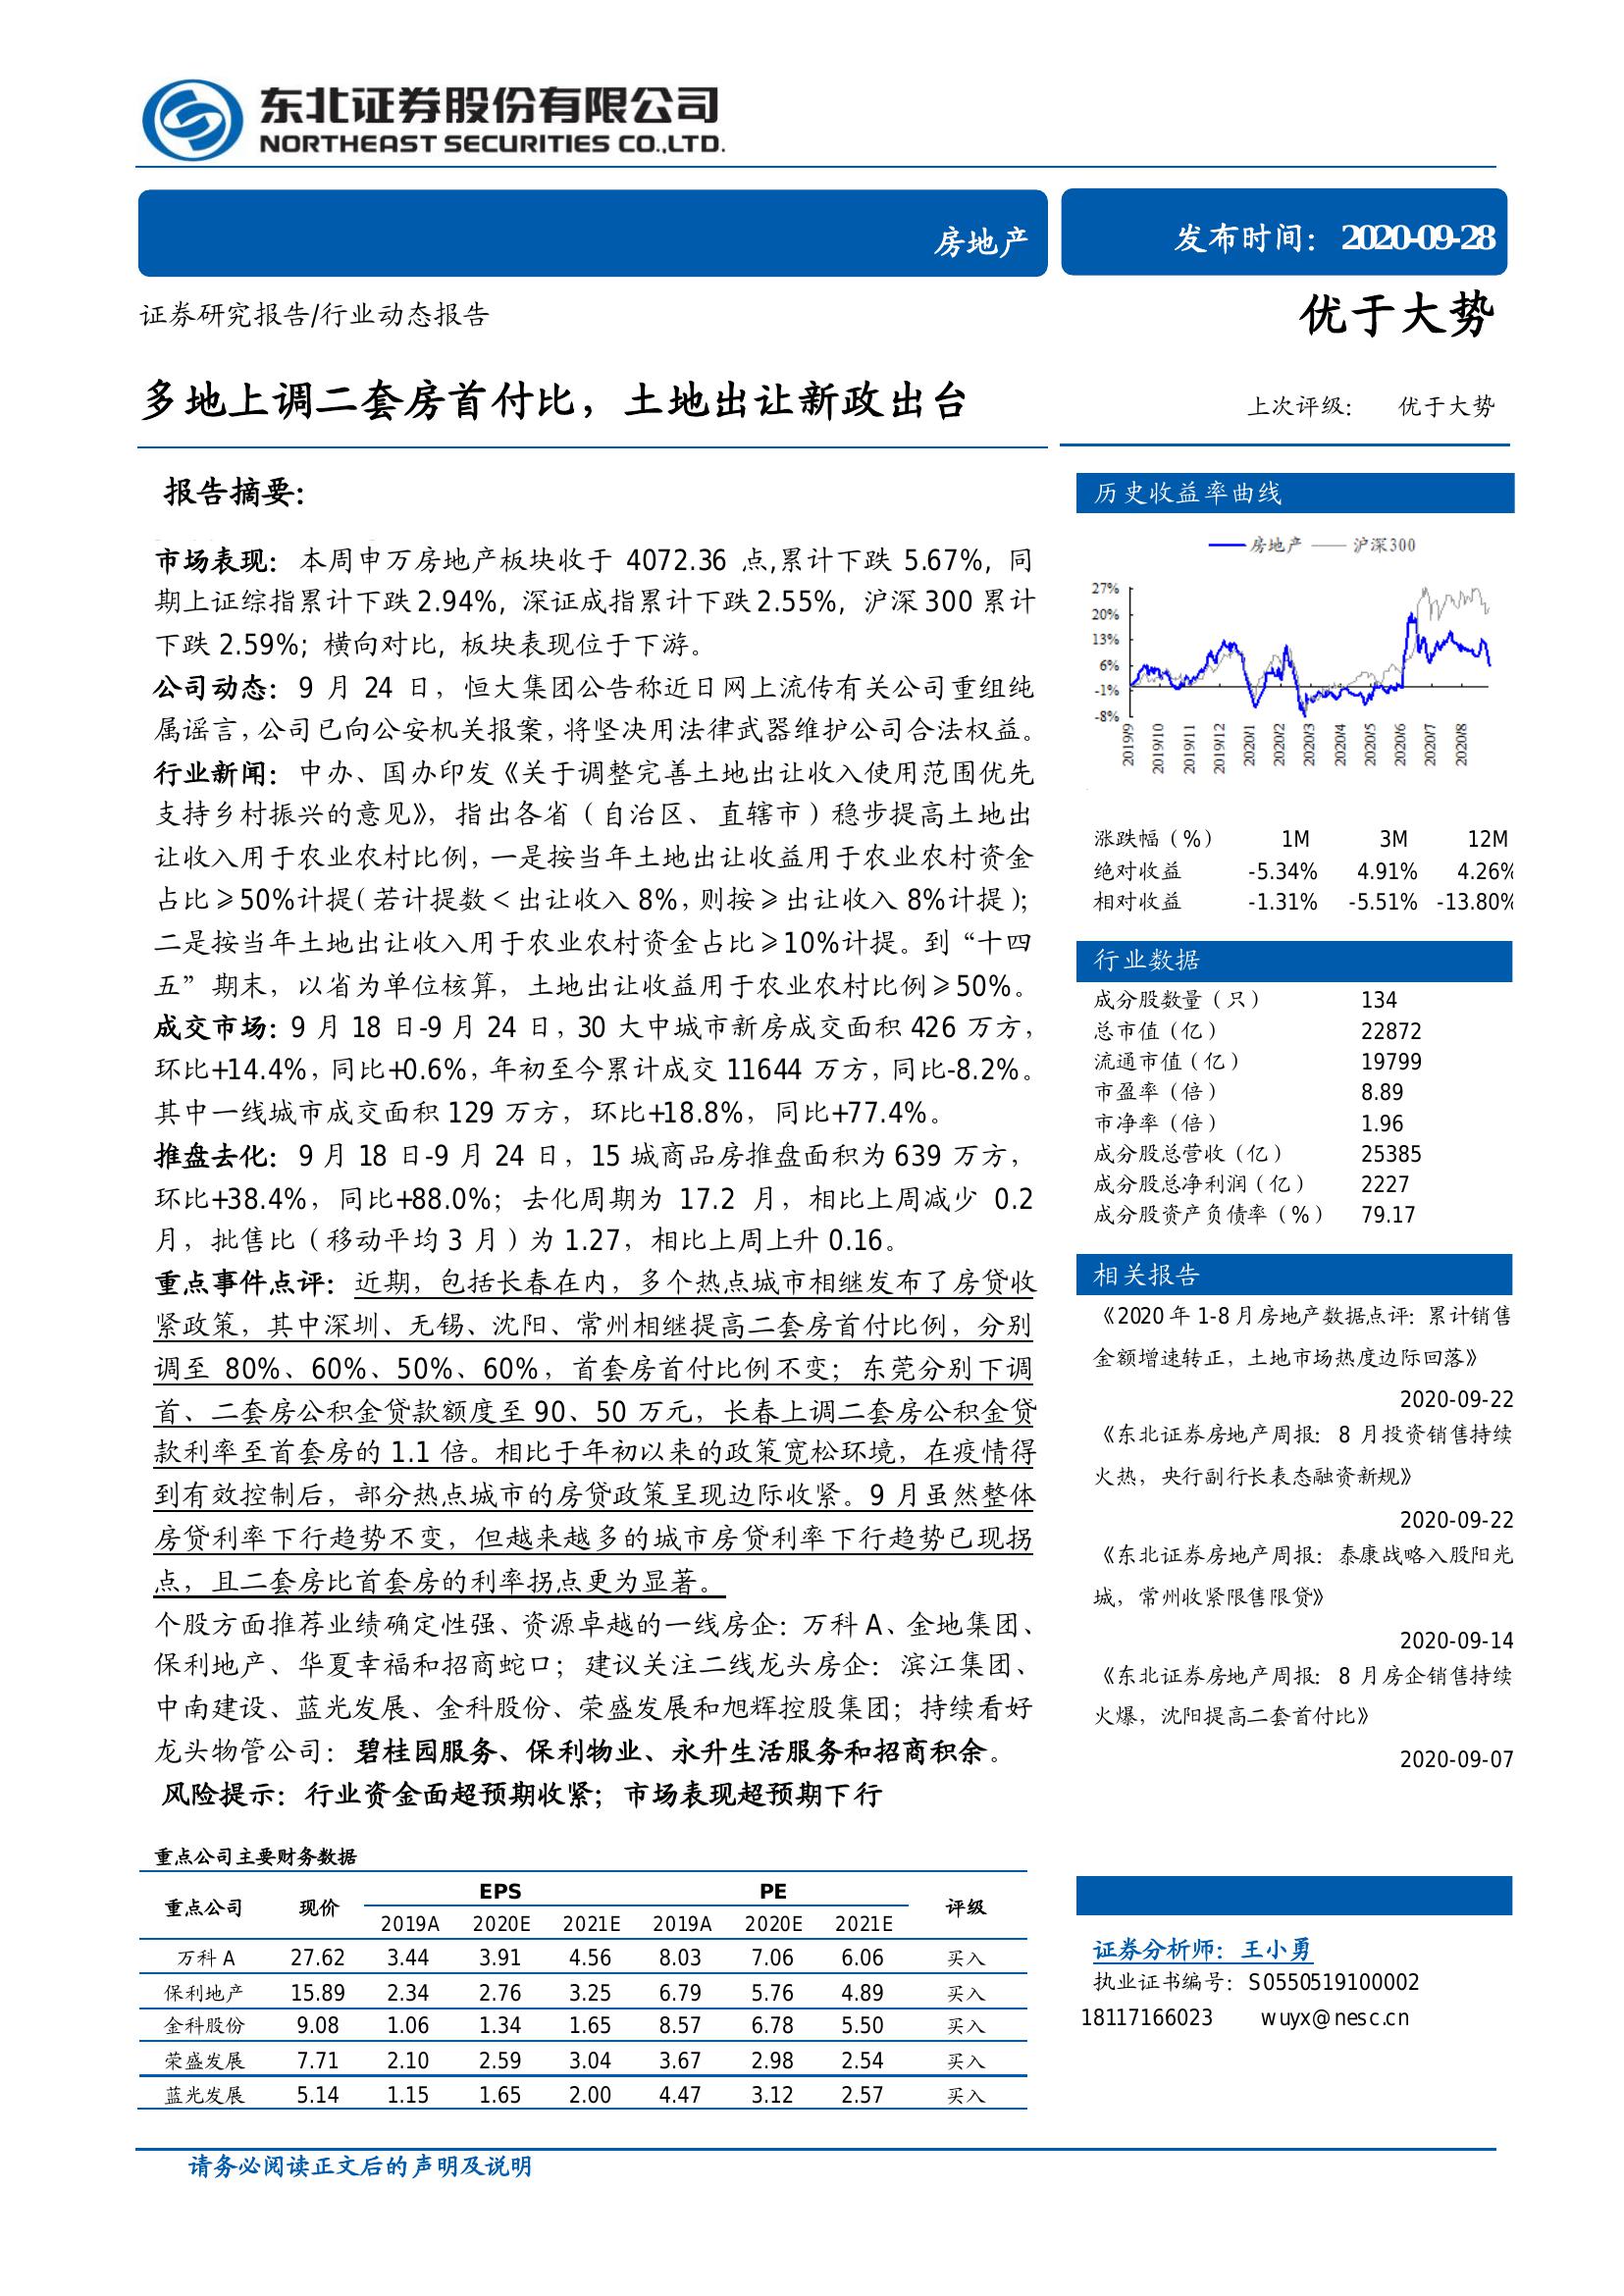 东北证券股份有限公司
NORTHEAST SECURITIES CO.,LTD.
房地产
发布时间：2020-09-28
证券研究报告/行业动态报告
优于大势
多地上调二套房首付比，土地出让新政出台
上次评级： 优于大势
报告摘要：
市场表现：本周申万房地产板块收于 4072.36 点,累计下跌 5.67%，同
期上证综指累计下跌 2.94%，深证成指累计下跌 2.55%，沪深 300 累计
下跌 2.59%；横向对比，板块表现位于下游。
公司动态：9 月 24 日，恒大集团公告称近日网上流传有关公司重组纯
属谣言，公司已向公安机关报案，将坚决用法律武器维护公司合法权益。
行业新闻：中办、国办印发《关于调整完善土地出让收入使用范围优先
支持乡村振兴的意见》，指出各省（自治区、直辖市）稳步提高土地出
让收入用于农业农村比例，一是按当年土地出让收益用于农业农村资金
占比≥50%计提（若计提数＜出让收入 8%，则按≥出让收入 8%计提）；
二是按当年土地出让收入用于农业农村资金占比≥10%计提。到“十四
五”期末，以省为单位核算，土地出让收益用于农业农村比例≥50%。
成交市场：9 月 18 日-9 月 24 日，30 大中城市新房成交面积 426 万方，
环比+14.4%，同比+0.6%，年初至今累计成交 11644 万方，同比-8.2%。
其中一线城市成交面积 129 万方，环比+18.8%，同比+77.4%。
推盘去化：9 月 18 日-9 月 24 日，15 城商品房推盘面积为 639 万方，
环比+38.4%，同比+88.0%；去化周期为 17.2 月，相比上周减少 0.2
月，批售比（移动平均 3 月）为 1.27，相比上周上升 0.16。
重点事件点评：近期，包括长春在内，多个热点城市相继发布了房贷收
紧政策，其中深圳、无锡、沈阳、常州相继提高二套房首付比例，分别
调至 80%、60%、50%、60%，首套房首付比例不变；东莞分别下调
首、二套房公积金贷款额度至 90、50 万元，长春上调二套房公积金贷
款利率至首套房的 1.1 倍。相比于年初以来的政策宽松环境，在疫情得
到有效控制后，部分热点城市的房贷政策呈现边际收紧。9 月虽然整体
房贷利率下行趋势不变，但越来越多的城市房贷利率下行趋势已现拐
点，且二套房比首套房的利率拐点更为显著。
个股方面推荐业绩确定性强、资源卓越的一线房企：万科 A、金地集团、
保利地产、华夏幸福和招商蛇口；建议关注二线龙头房企：滨江集团、
中南建设、蓝光发展、金科股份、荣盛发展和旭辉控股集团；持续看好
龙头物管公司：碧桂园服务、保利物业、永升生活服务和招商积余。
风险提示：行业资金面超预期收紧；市场表现超预期下行
重点公司主要财务数据
重点公司 现价 EPS PE 评级
2019A 2020E 2021E 2019A 2020E 2021E
万科 A 27.62 3.44 3.91 4.56 8.03 7.06 6.06 买入
保利地产 15.89 2.34 2.76 3.25 6.79 5.76 4.89 买入
金科股份 9.08 1.06 1.34 1.65 8.57 6.78 5.50 买入
荣盛发展 7.71 2.10 2.59 3.04 3.67 2.98 2.54 买入
蓝光发展 5.14 1.15 1.65 2.00 4.47 3.12 2.57 买入
历史收益率曲线
房地产 沪深300
27%
20%
13%
6%
-1%
-8%
2019/9 2019/10 2019/11 2019/12 2020/1 2020/2 2020/3 2020/4 2020/5 2020/6 2020/7 2020/8
涨跌幅（%） 1M 3M 12M
绝对收益 -5.34% 4.91% 4.26%
相对收益 -1.31% -5.51% -13.80%
行业数据
成分股数量（只） 134
总市值（亿） 22872
流通市值（亿） 19799
市盈率（倍） 8.89
市净率（倍） 1.96
成分股总营收（亿） 25385
成分股总净利润（亿） 2227
成分股资产负债率（%） 79.17
相关报告
《2020 年 1-8 月房地产数据点评：累计销售
金额增速转正，土地市场热度边际回落》
2020-09-22
《东北证券房地产周报：8 月投资销售持续
火热，央行副行长表态融资新规》
2020-09-22
《东北证券房地产周报：泰康战略入股阳光
城，常州收紧限售限贷》
2020-09-14
《东北证券房地产周报：8 月房企销售持续
火爆，沈阳提高二套首付比》
2020-09-07
证券分析师：王小勇
执业证书编号：S0550519100002
18117166023 wuyx@nesc.cn
请务必阅读正文后的声明及说明